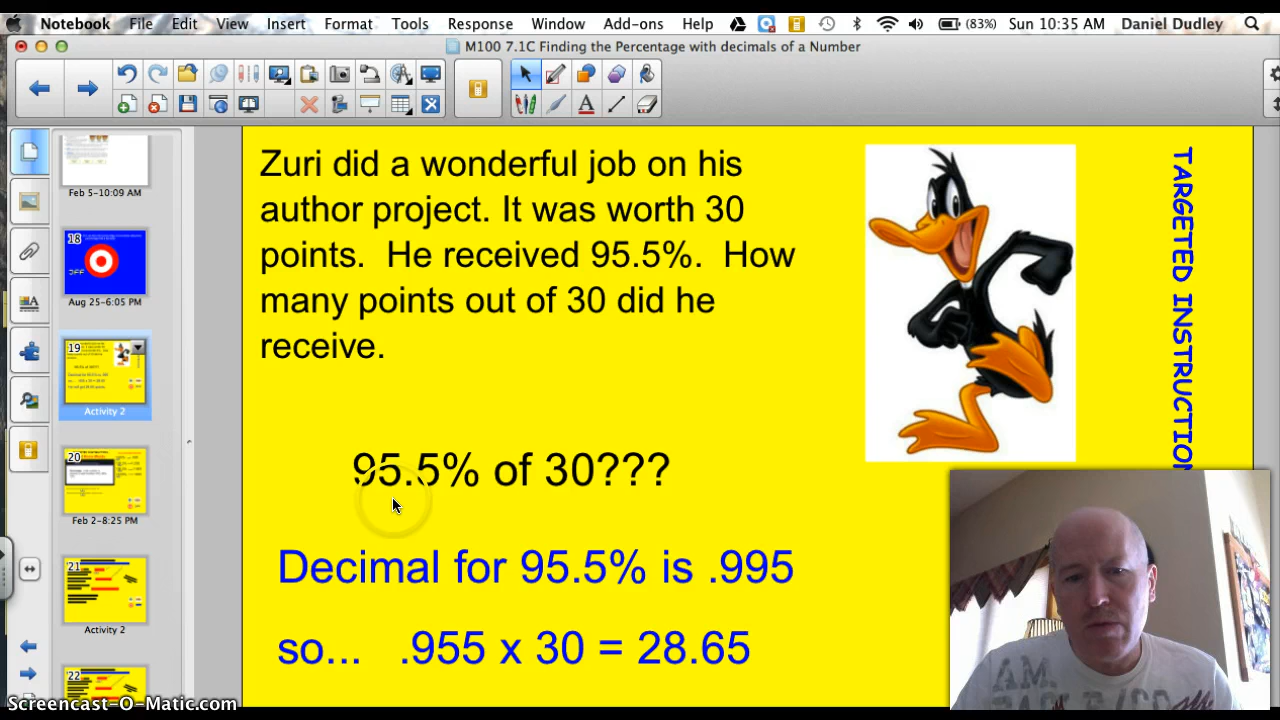 Notebook File Edit View Insert Format Tools Response Window Add-ons Help (83%) Sun 10:35 AM Daniel Dudley
M100 7.1C Finding the Percentage with decimals of a Number
Feb 5-10:09 AM
18
OFF
Aug 25-6:05 PM
19
Activity 2
20
Feb 2-8:25 PM
21
Activity 2
22
Zuri did a wonderful job on his
author project. It was worth 30
points. He received 95.5%. How
many points out of 30 did he
receive.
95.5% of 30???
Decimal for 95.5% is .995
so... .955 x 30 = 28.65
TARGETED INSTRUCTION
AM.
Screencast-O-Matic.com